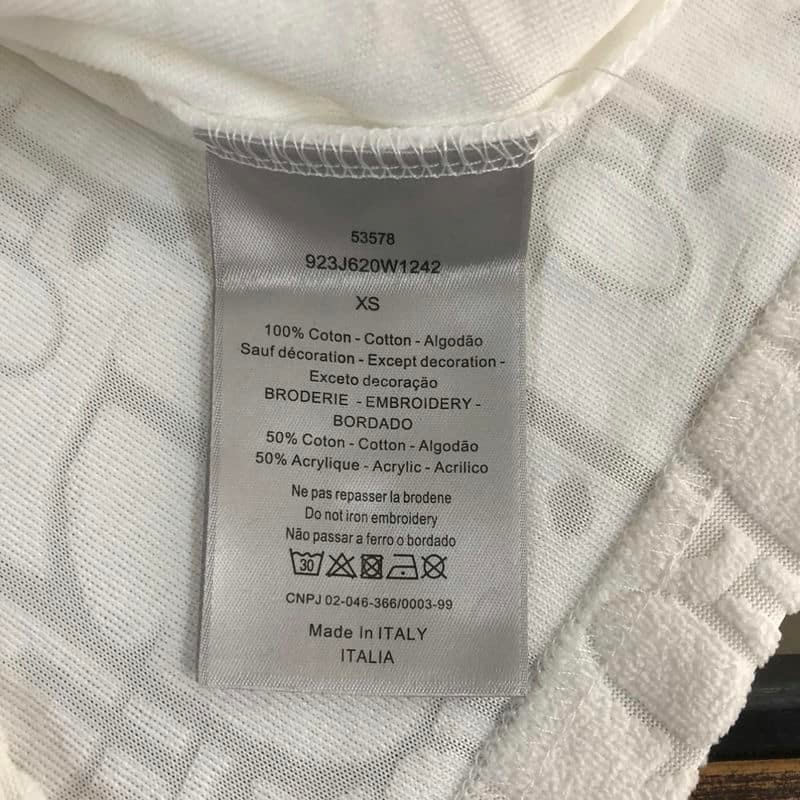 53578
923J620W1242
XS
100% Coton - Cotton - Algodão
Sauf décoration - Except decoration -
Exceto decoração
BRODERIE - EMBROIDERY -
BORDADO
50% Coton - Cotton - Algodão
50% Acrylique - Acrylic - Acrilico
Ne pas repasser la brodene
Do not iron embroidery
Não passar a ferro o bordado
30
CNPJ 02-046-366/0003-99
Made In ITALY
ITALIA